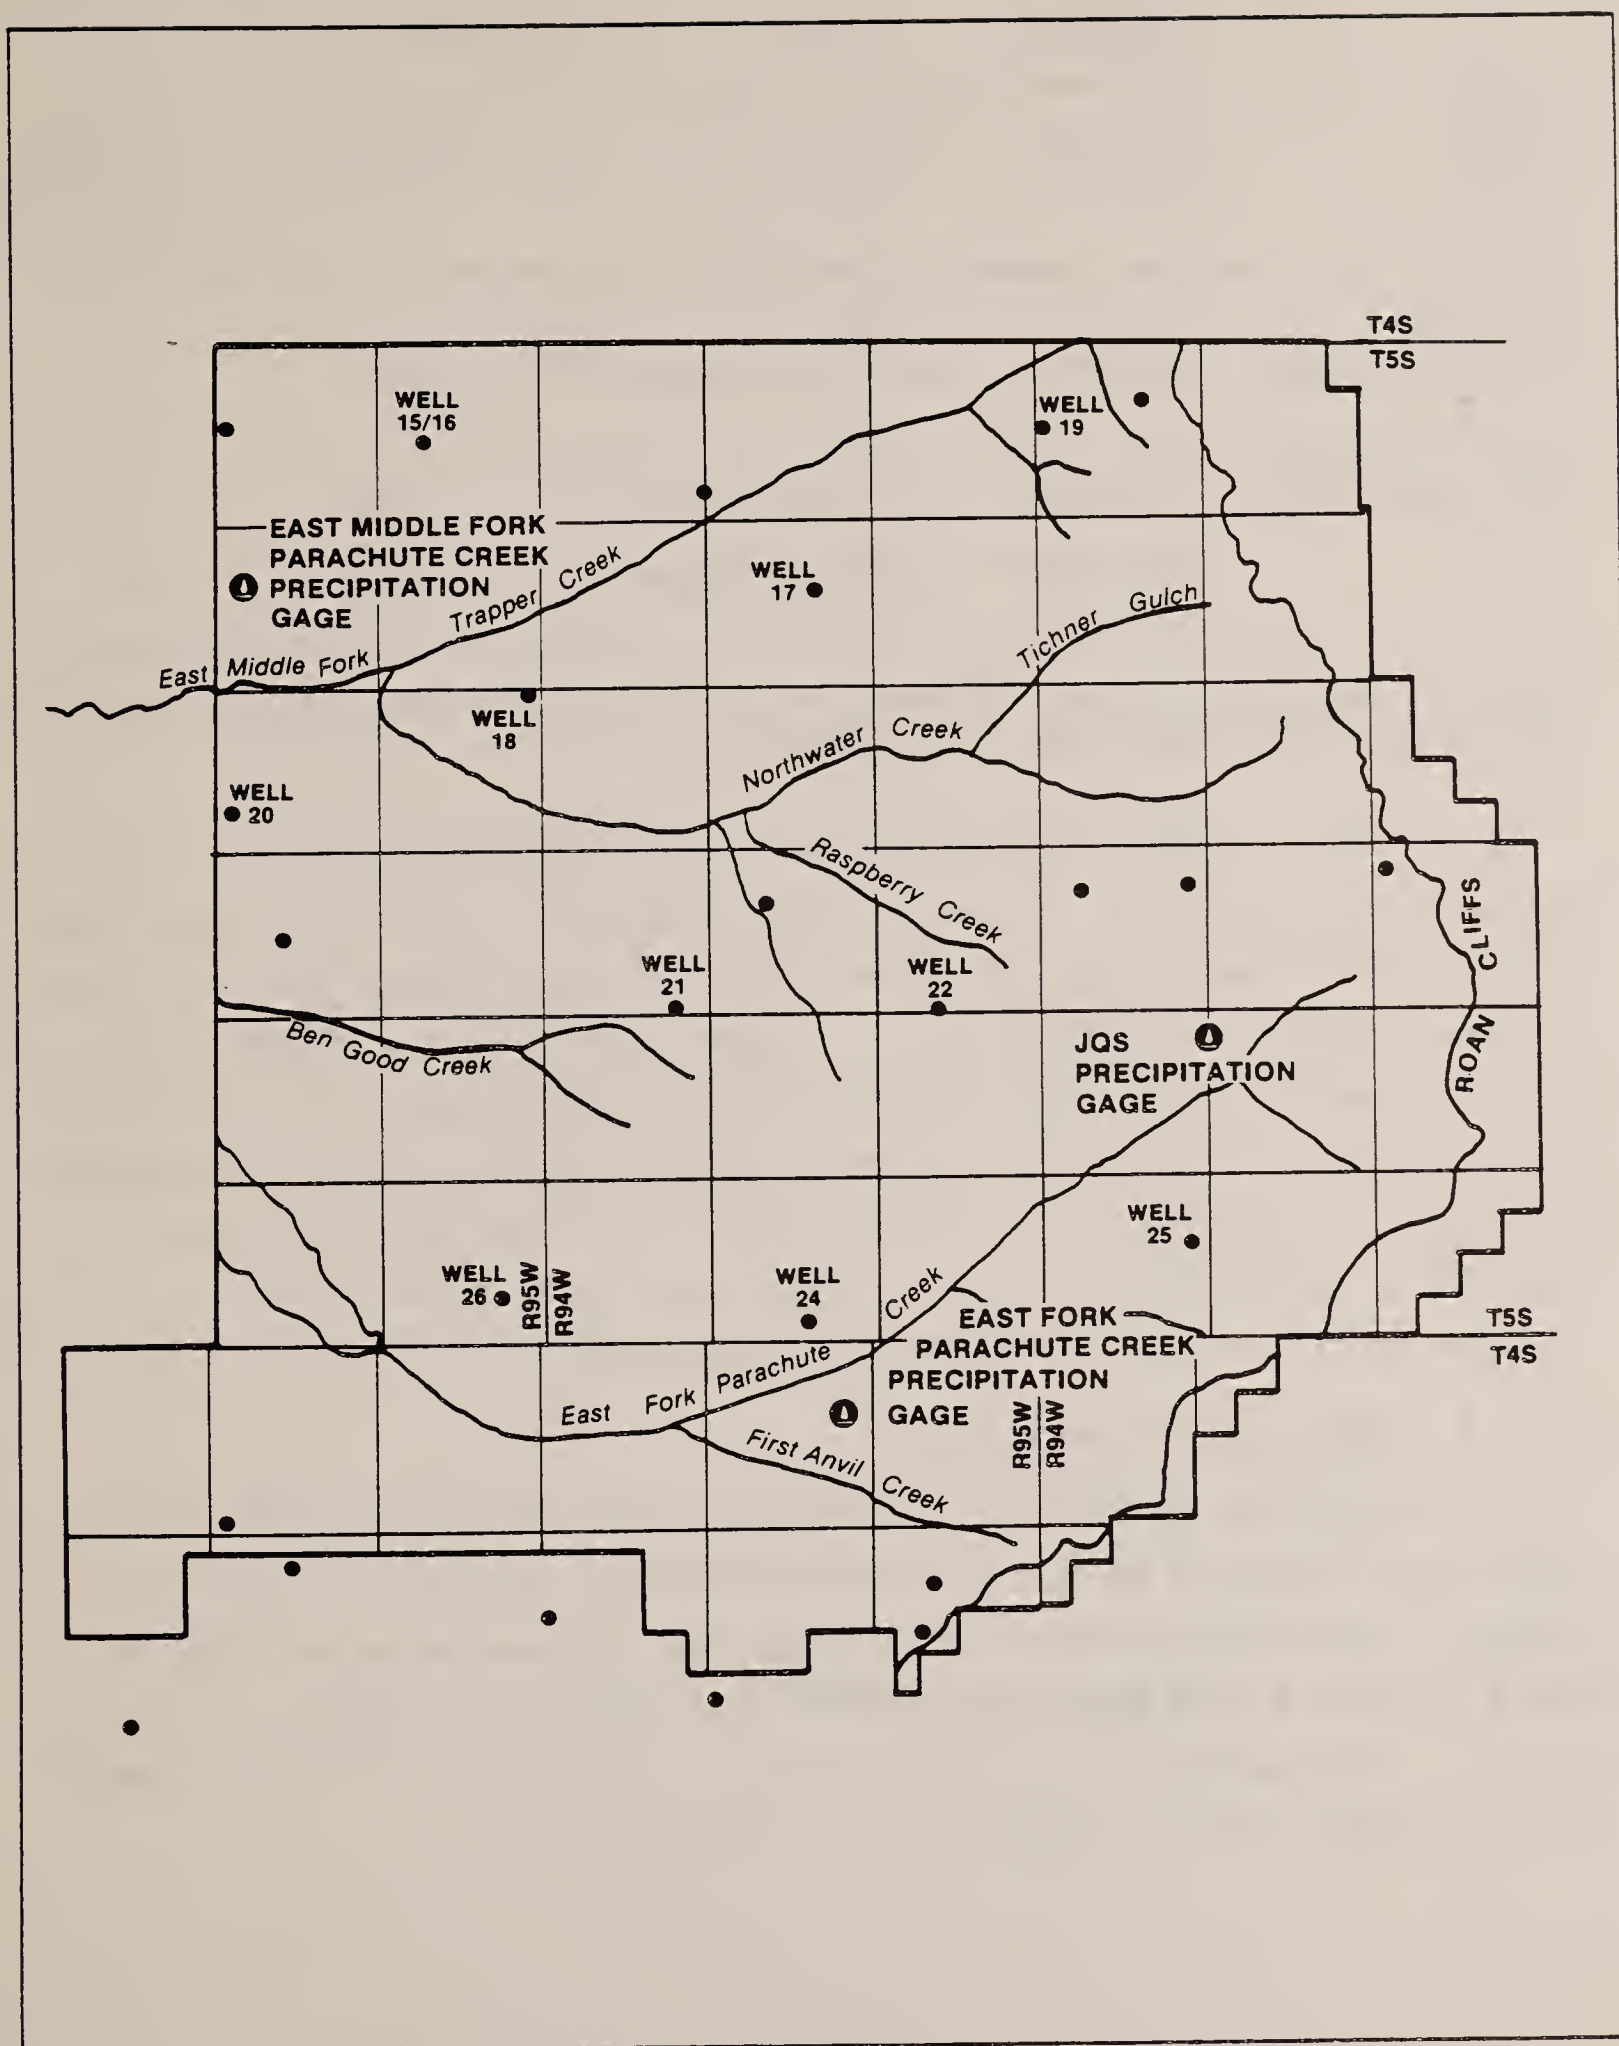 T4S
T5S
WELL
15/16
WELL
19
EAST MIDDLE FORK
PARACHUTE CREEK
PRECIPITATION
GAGE
Trapper Creek
WELL
17
Tichner Gulch
East Middle Fork
WELL
18
Northwater Creek
WELL
20
Raspberry Creek
ROAN CLIFFS
WELL
21
WELL
22
Ben Good Creek
JQS
PRECIPITATION
GAGE
WELL
25
WELL
26
R95W
R94W
WELL
24
East Fork Parachute Creek
EAST FORK
PARACHUTE CREEK
PRECIPITATION
GAGE
T5S
T4S
R95W
R94W
First Anvil Creek